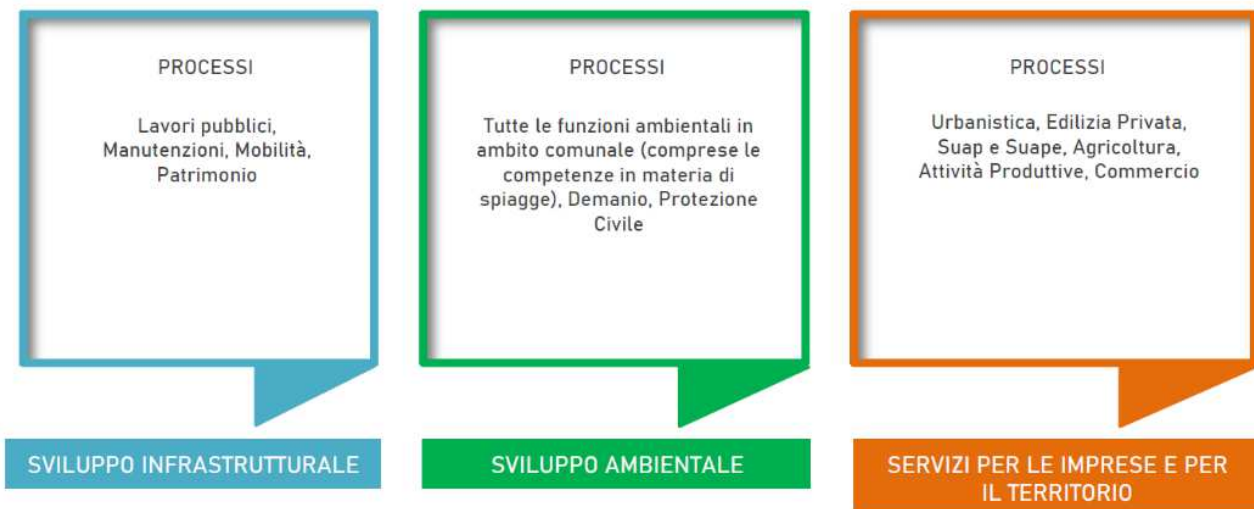 PROCESSI
Lavori pubblici,
Manutenzioni, Mobilità,
Patrimonio
SVILUPPO INFRASTRUTTURALE
PROCESSI
Tutte le funzioni ambientali in
ambito comunale (comprese le
competenze in materia di
spiagge), Demanio, Protezione
Civile
SVILUPPO AMBIENTALE
PROCESSI
Urbanistica, Edilizia Privata,
Suap e Suape, Agricoltura,
Attività Produttive, Commercio
SERVIZI PER LE IMPRESE E PER
IL TERRITORIO